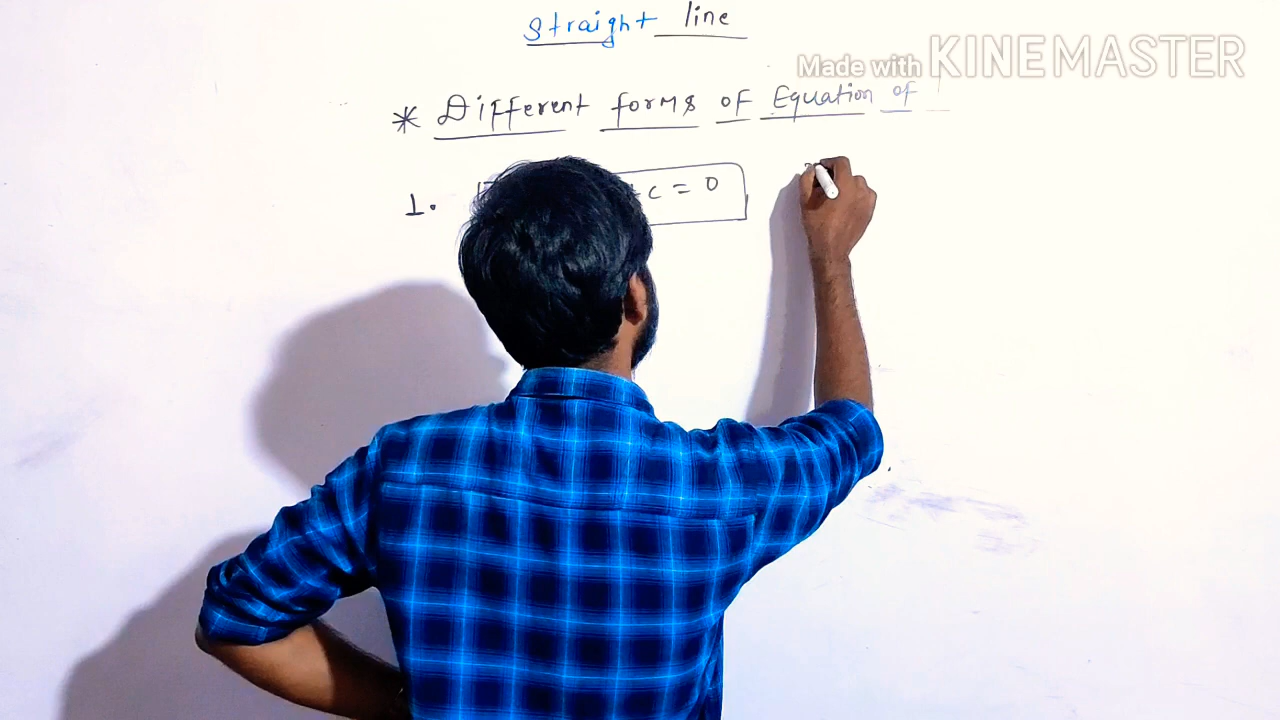 straight line
Made with KINEMASTER
* Different forms of Equation of
1. + c = 0